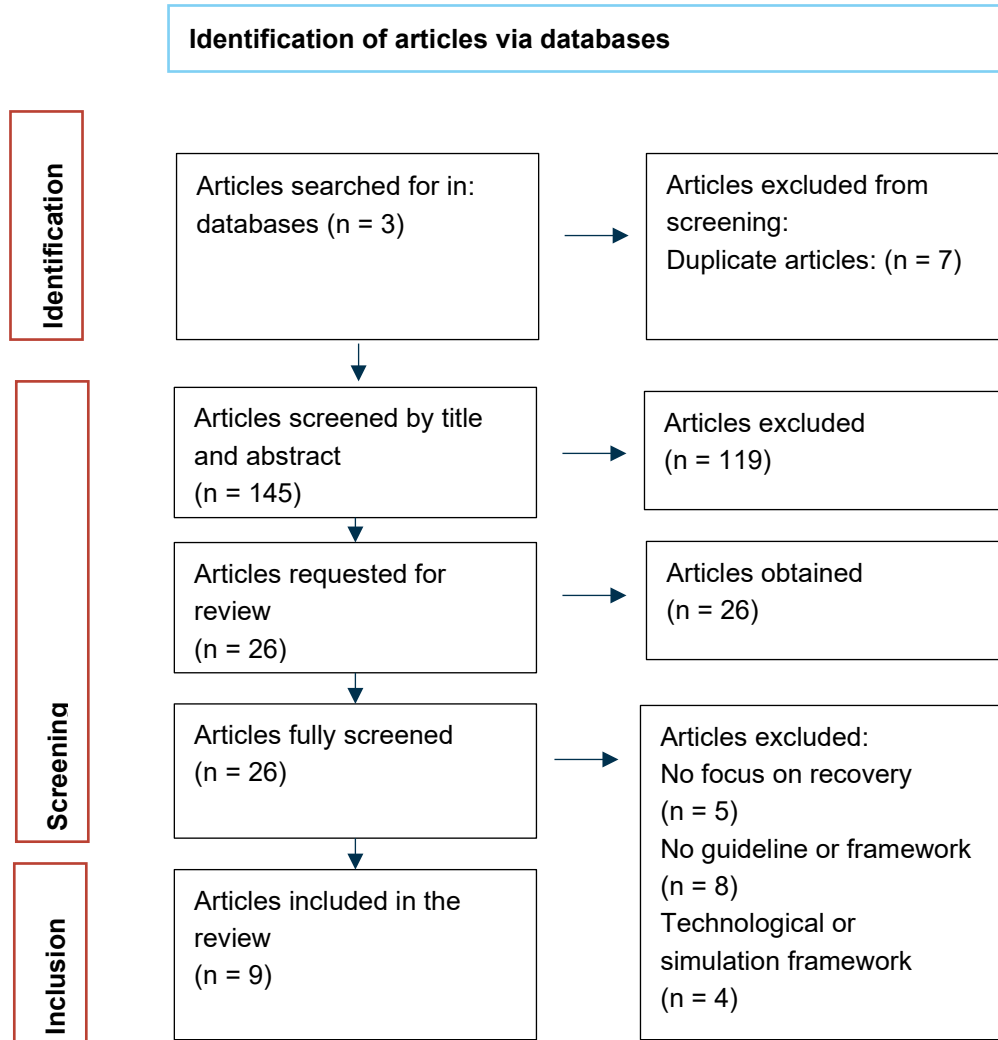 Identification of articles via databases
Identification
Articles searched for in:
databases (n = 3)
Articles excluded from
screening:
Duplicate articles: (n = 7)
Screening
Articles screened by title
and abstract
(n = 145)
Articles excluded
(n = 119)
Articles requested for
review
(n = 26)
Articles obtained
(n = 26)
Articles fully screened
(n = 26)
Articles excluded:
No focus on recovery
(n = 5)
No guideline or framework
(n = 8)
Technological or
simulation framework
(n = 4)
Inclusion
Articles included in the
review
(n = 9)